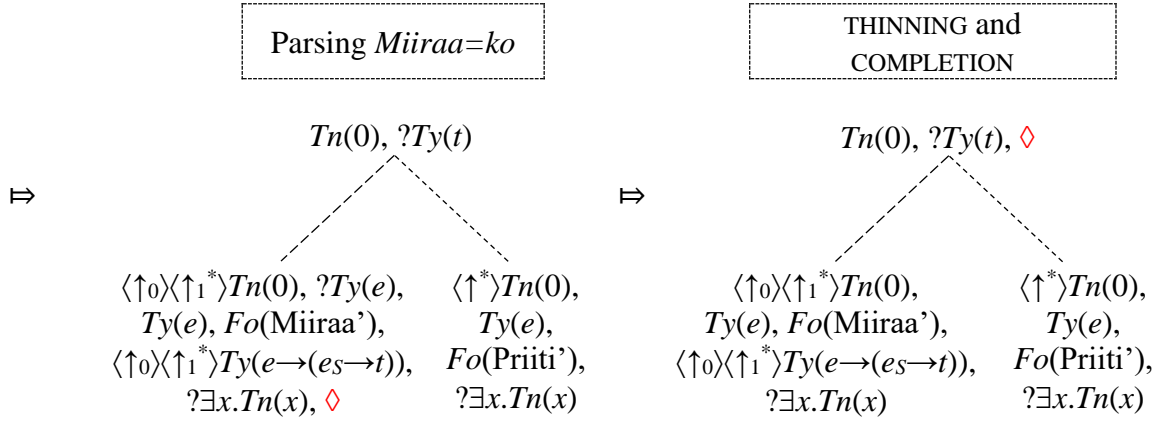 Parsing Miiraa=ko
THINNING and
COMPLETION
Tn(0), ?Ty(t)
Tn(0), ?Ty(t), ◊
⤇
⤇
⟨↑₀⟩⟨↑₁*⟩Tn(0), ?Ty(e),
Ty(e), Fo(Miiraa’),
⟨↑₀⟩⟨↑₁*⟩Ty(e→(eS→t)),
?∃x.Tn(x), ◊
⟨↑*⟩Tn(0),
Ty(e),
Fo(Priiti’),
?∃x.Tn(x)
⟨↑₀⟩⟨↑₁*⟩Tn(0),
Ty(e), Fo(Miiraa’),
⟨↑₀⟩⟨↑₁*⟩Ty(e→(eS→t)),
?∃x.Tn(x)
⟨↑*⟩Tn(0),
Ty(e),
Fo(Priiti’),
?∃x.Tn(x)